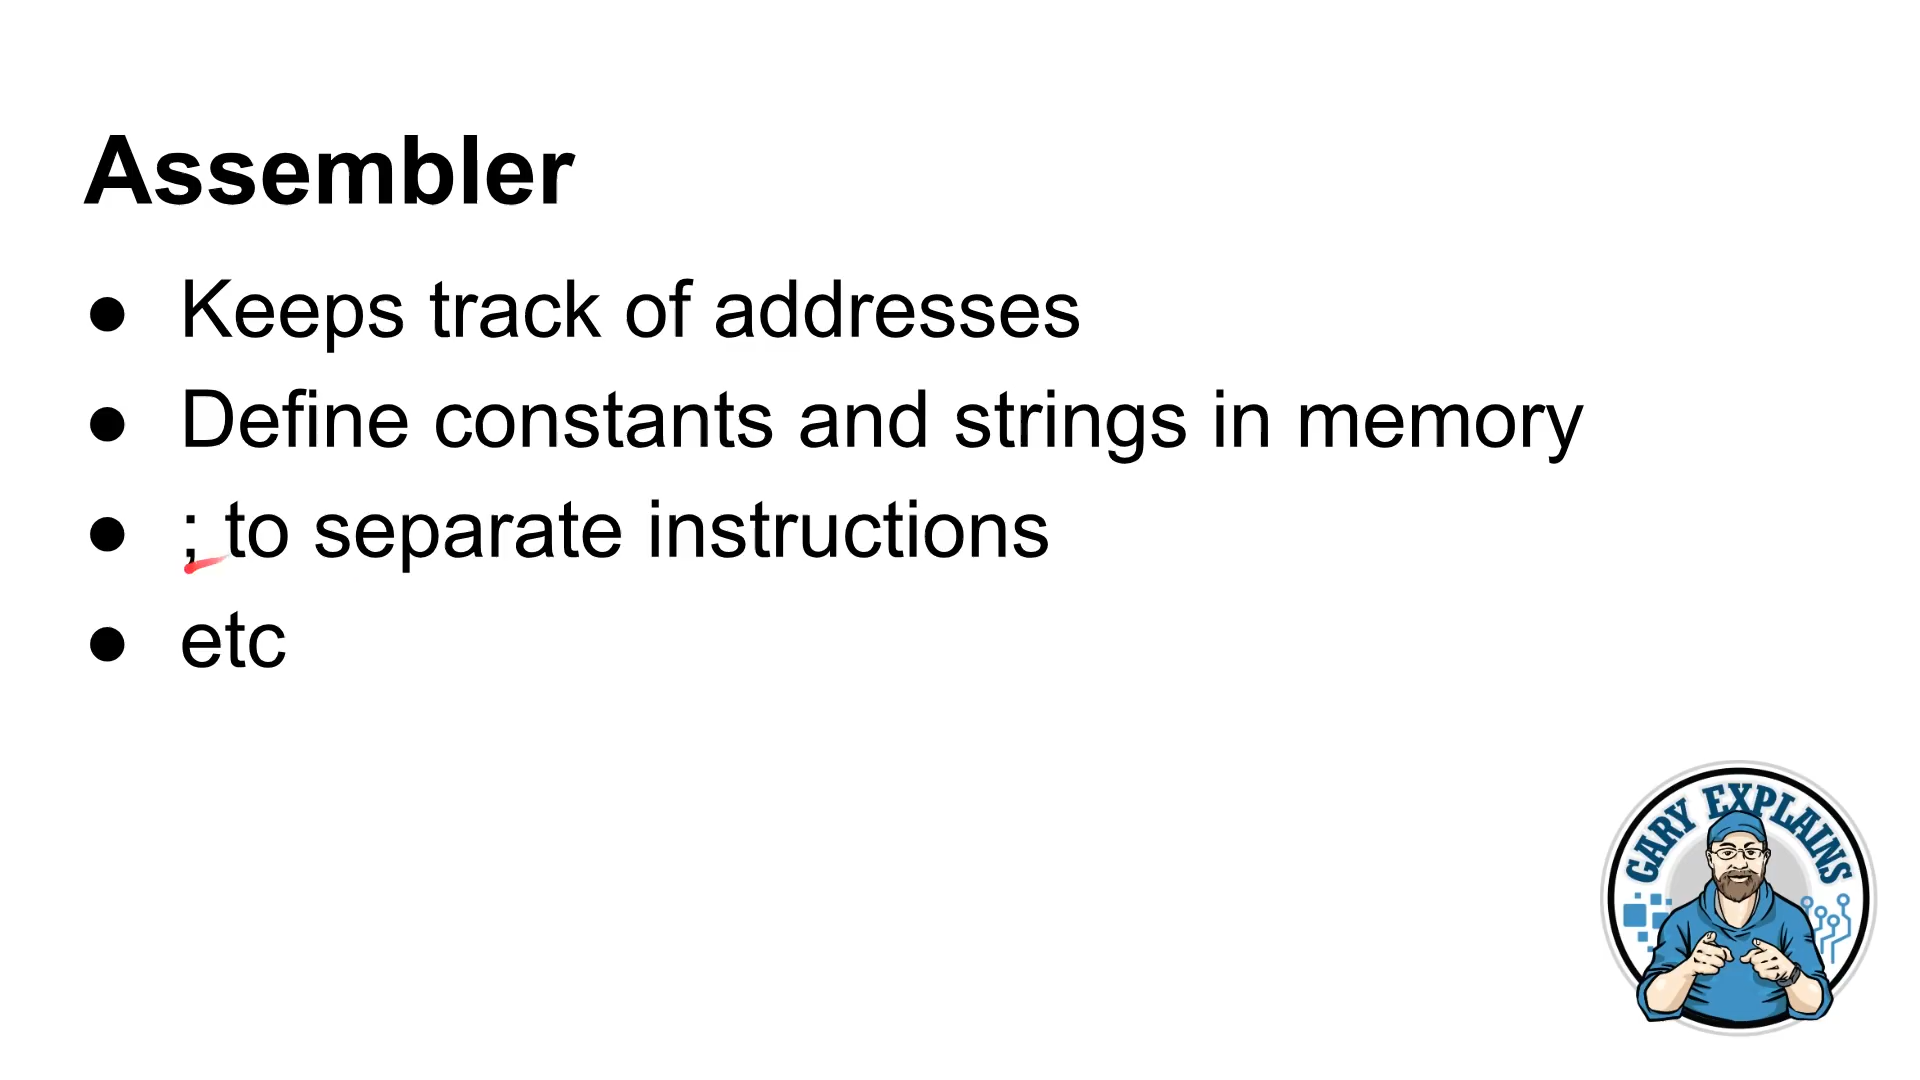 Assembler
● Keeps track of addresses
● Define constants and strings in memory
● ; to separate instructions
● etc
GARY EXPLAINS